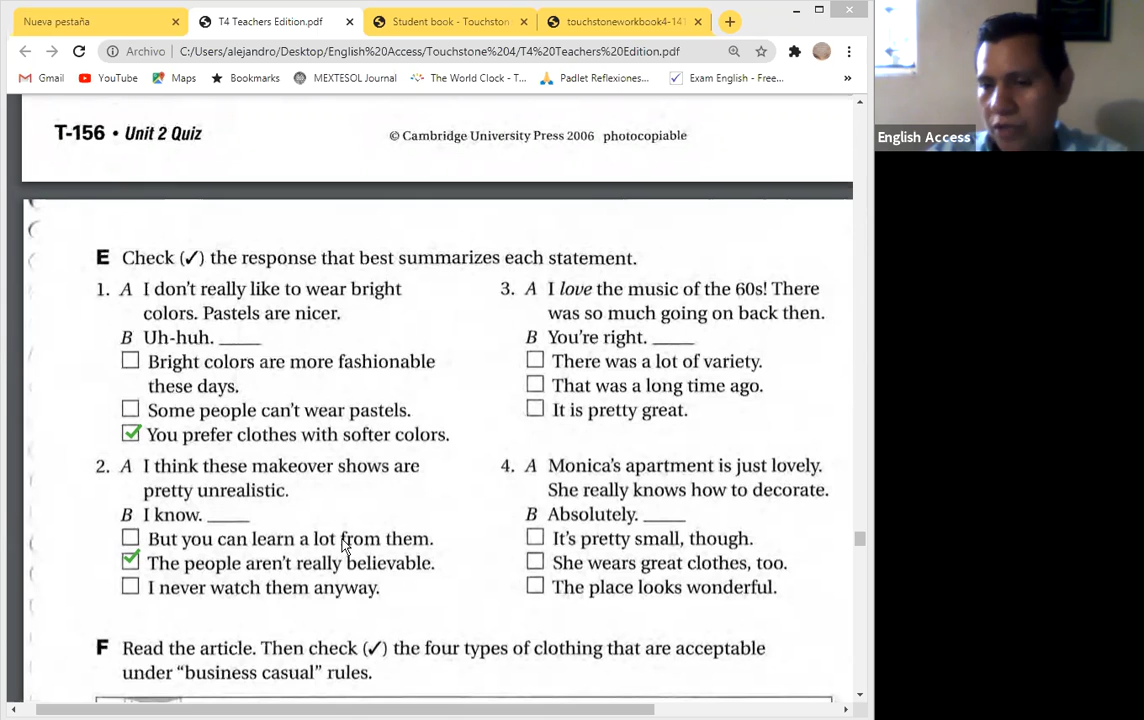 Nueva pestaña
T4 Teachers Edition.pdf
Student book - Touchston
touchstoneworkbook4-141
Archivo
C:/Users/alejandro/Desktop/English%20Access/Touchstone%204/T4%20Teachers%20Edition.pdf
Gmail
YouTube
Maps
Bookmarks
MEXTESOL Journal
The World Clock - T...
Padlet Reflexiones...
Exam English - Free...
»
English Access
T-156 • Unit 2 Quiz
© Cambridge University Press 2006 photocopiable
E Check (✓) the response that best summarizes each statement.
1. A I don't really like to wear bright
colors. Pastels are nicer.
B Uh-huh. _____
Bright colors are more fashionable
these days.
Some people can't wear pastels.
You prefer clothes with softer colors.
2. A I think these makeover shows are
pretty unrealistic.
B I know. _____
But you can learn a lot from them.
The people aren't really believable.
I never watch them anyway.
3. A I love the music of the 60s! There
was so much going on back then.
B You're right. _____
There was a lot of variety.
That was a long time ago.
It is pretty great.
4. A Monica's apartment is just lovely.
She really knows how to decorate.
B Absolutely. _____
It's pretty small, though.
She wears great clothes, too.
The place looks wonderful.
F Read the article. Then check (✓) the four types of clothing that are acceptable
under “business casual” rules.